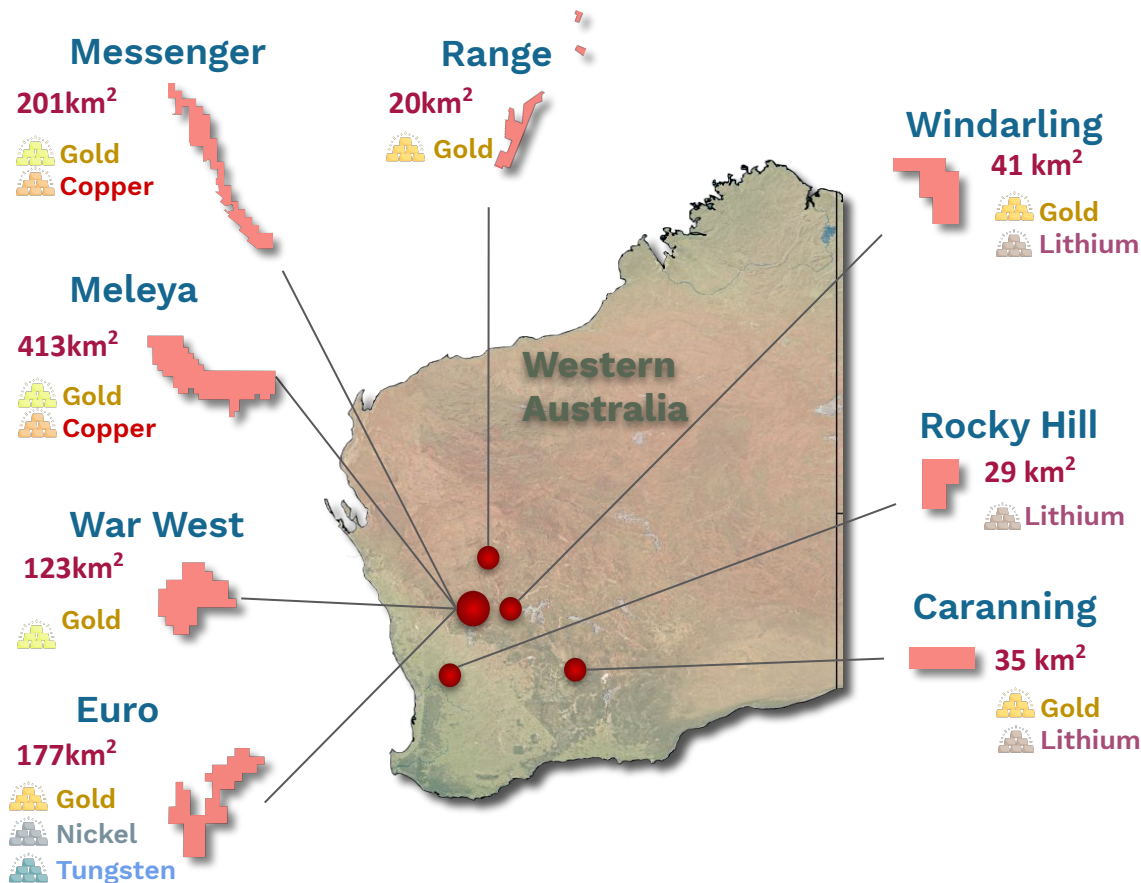 Messenger
201km²
Gold
Copper
Range
20km²
Gold
Windarling
41 km²
Gold
Lithium
Meleya
413km²
Gold
Copper
Western
Australia
Rocky Hill
29 km²
Lithium
War West
123km²
Gold
Caranning
35 km²
Gold
Lithium
Euro
177km²
Gold
Nickel
Tungsten